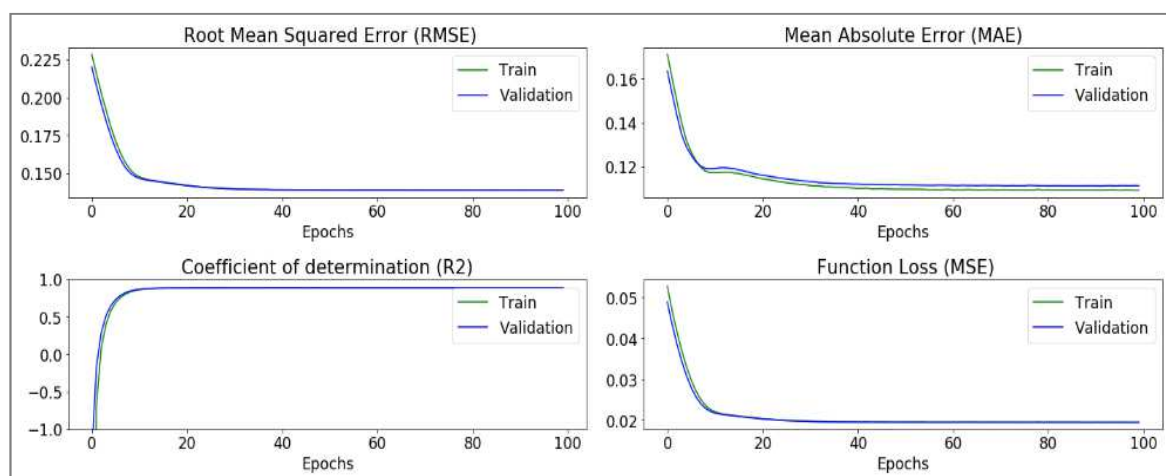 Root Mean Squared Error (RMSE)
0.225
0.200
0.175
0.150
Train
Validation
0 20 40 60 80 100
Epochs
Mean Absolute Error (MAE)
0.16
0.14
0.12
Train
Validation
0 20 40 60 80 100
Epochs
Coefficient of determination (R2)
1.0
0.5
0.0
−0.5
−1.0
Train
Validation
0 20 40 60 80 100
Epochs
Function Loss (MSE)
0.05
0.04
0.03
0.02
Train
Validation
0 20 40 60 80 100
Epochs